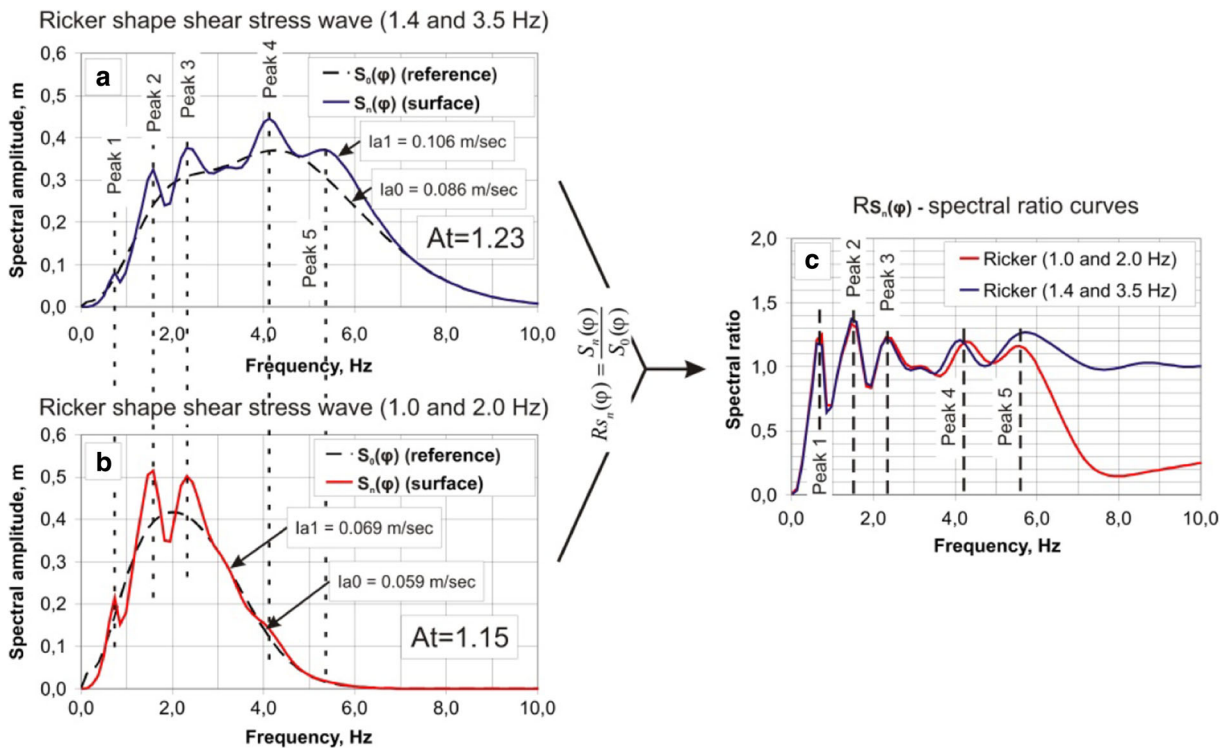 Ricker shape shear stress wave (1.4 and 3.5 Hz)
a
Spectral amplitude, m
0,6
0,5
0,4
0,3
0,2
0,1
0,0
Peak 1
Peak 2
Peak 3
Peak 4
Peak 5
S₀(φ) (reference)
Sₙ(φ) (surface)
Ia1 = 0.106 m/sec
Ia0 = 0.086 m/sec
At=1.23
0,0 2,0 4,0 6,0 8,0 10,0
Frequency, Hz
Ricker shape shear stress wave (1.0 and 2.0 Hz)
b
Spectral amplitude, m
0,6
0,5
0,4
0,3
0,2
0,1
0,0
S₀(φ) (reference)
Sₙ(φ) (surface)
Ia1 = 0.069 m/sec
Ia0 = 0.059 m/sec
At=1.15
0,0 2,0 4,0 6,0 8,0 10,0
Frequency, Hz
Rsₙ(φ) = Sₙ(φ) / S₀(φ)
RSₙ(φ) - spectral ratio curves
c
Spectral ratio
2,0
1,5
1,0
0,5
0,0
Peak 1
Peak 2
Peak 3
Peak 4
Peak 5
Ricker (1.0 and 2.0 Hz)
Ricker (1.4 and 3.5 Hz)
0,0 2,0 4,0 6,0 8,0 10,0
Frequency, Hz